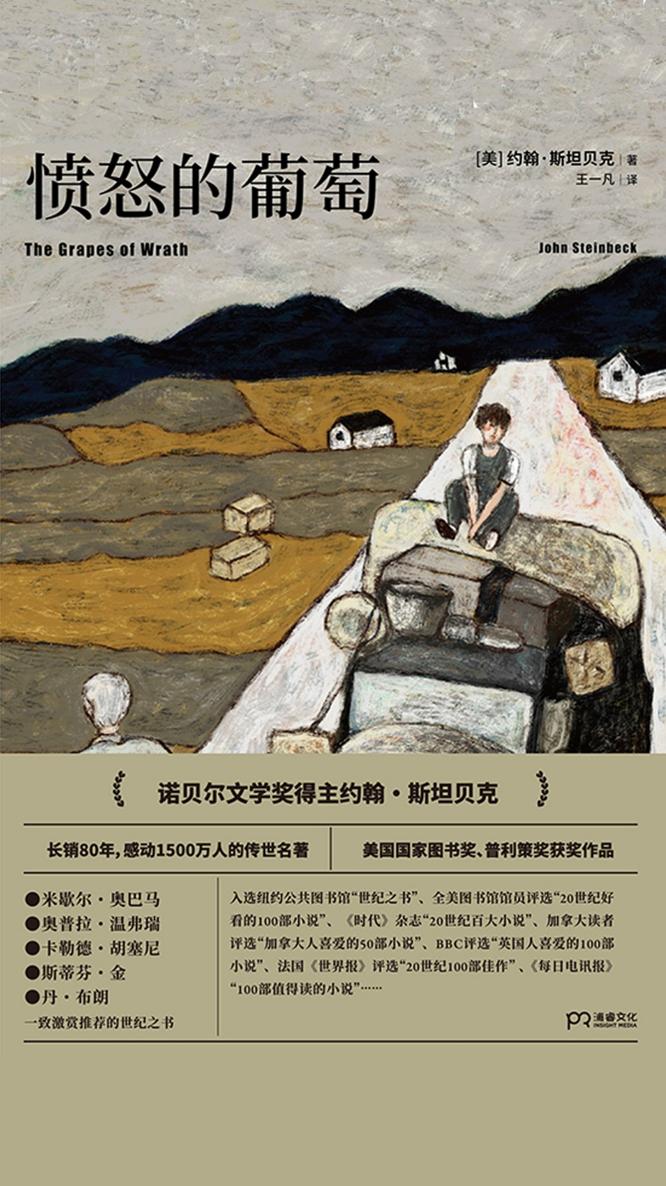 愤怒的葡萄
[美]约翰·斯坦贝克|著
王一凡|译
The Grapes of Wrath
John Steinbeck
诺贝尔文学奖得主约翰·斯坦贝克
长销80年,感动1500万人的传世名著
美国国家图书奖、普利策奖获奖作品
●米歇尔·奥巴马
●奥普拉·温弗瑞
●卡勒德·胡塞尼
●斯蒂芬·金
●丹·布朗
一致激赏推荐的世纪之书
入选纽约公共图书馆“世纪之书”、全美图书馆馆员评选“20世纪好
看的100部小说”、《时代》杂志“20世纪百大小说”、加拿大读者
评选“加拿大人喜爱的50部小说”、BBC评选“英国人喜爱的100部
小说”、法国《世界报》评选“20世纪100部佳作”、《每日电讯报》
“100部值得读的小说”……
浦睿文化
INSIGHT MEDIA